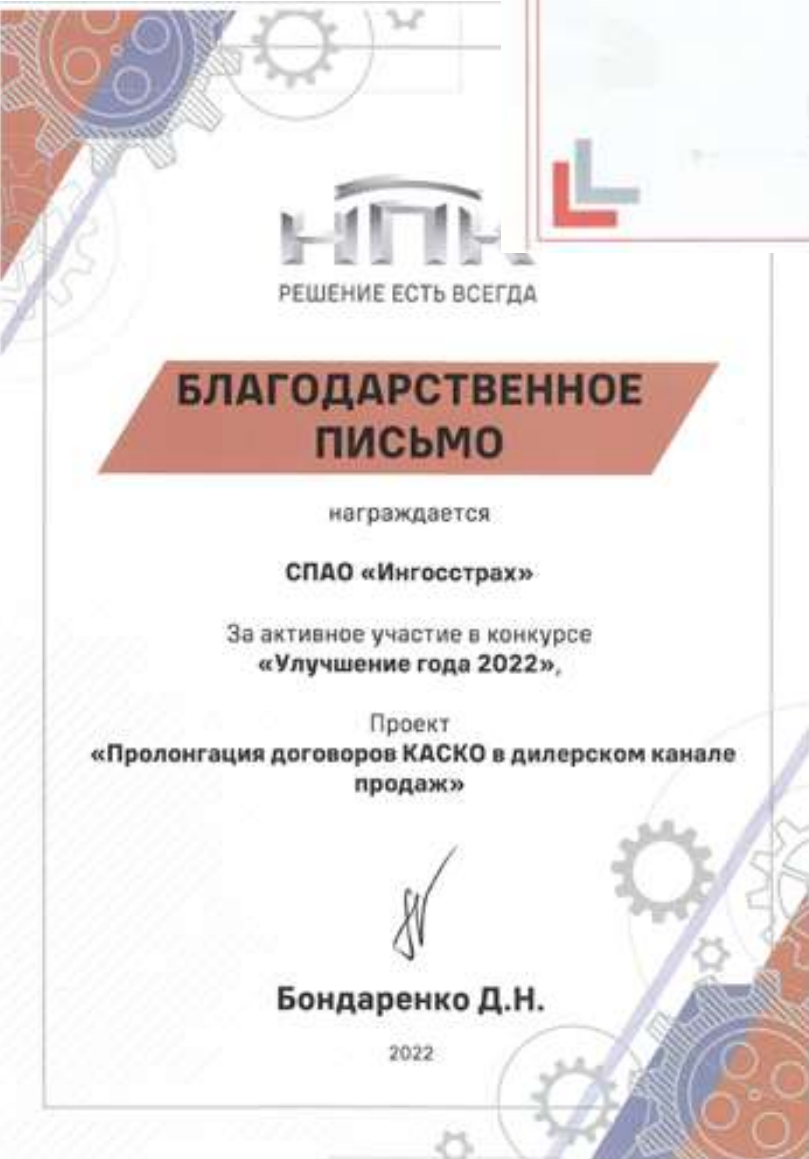 НПК
РЕШЕНИЕ ЕСТЬ ВСЕГДА
БЛАГОДАРСТВЕННОЕ
ПИСЬМО
награждается
СПАО «Ингосстрах»
За активное участие в конкурсе
«Улучшение года 2022»,
Проект
«Пролонгация договоров КАСКО в дилерском канале
продаж»
Бондаренко Д.Н.
2022